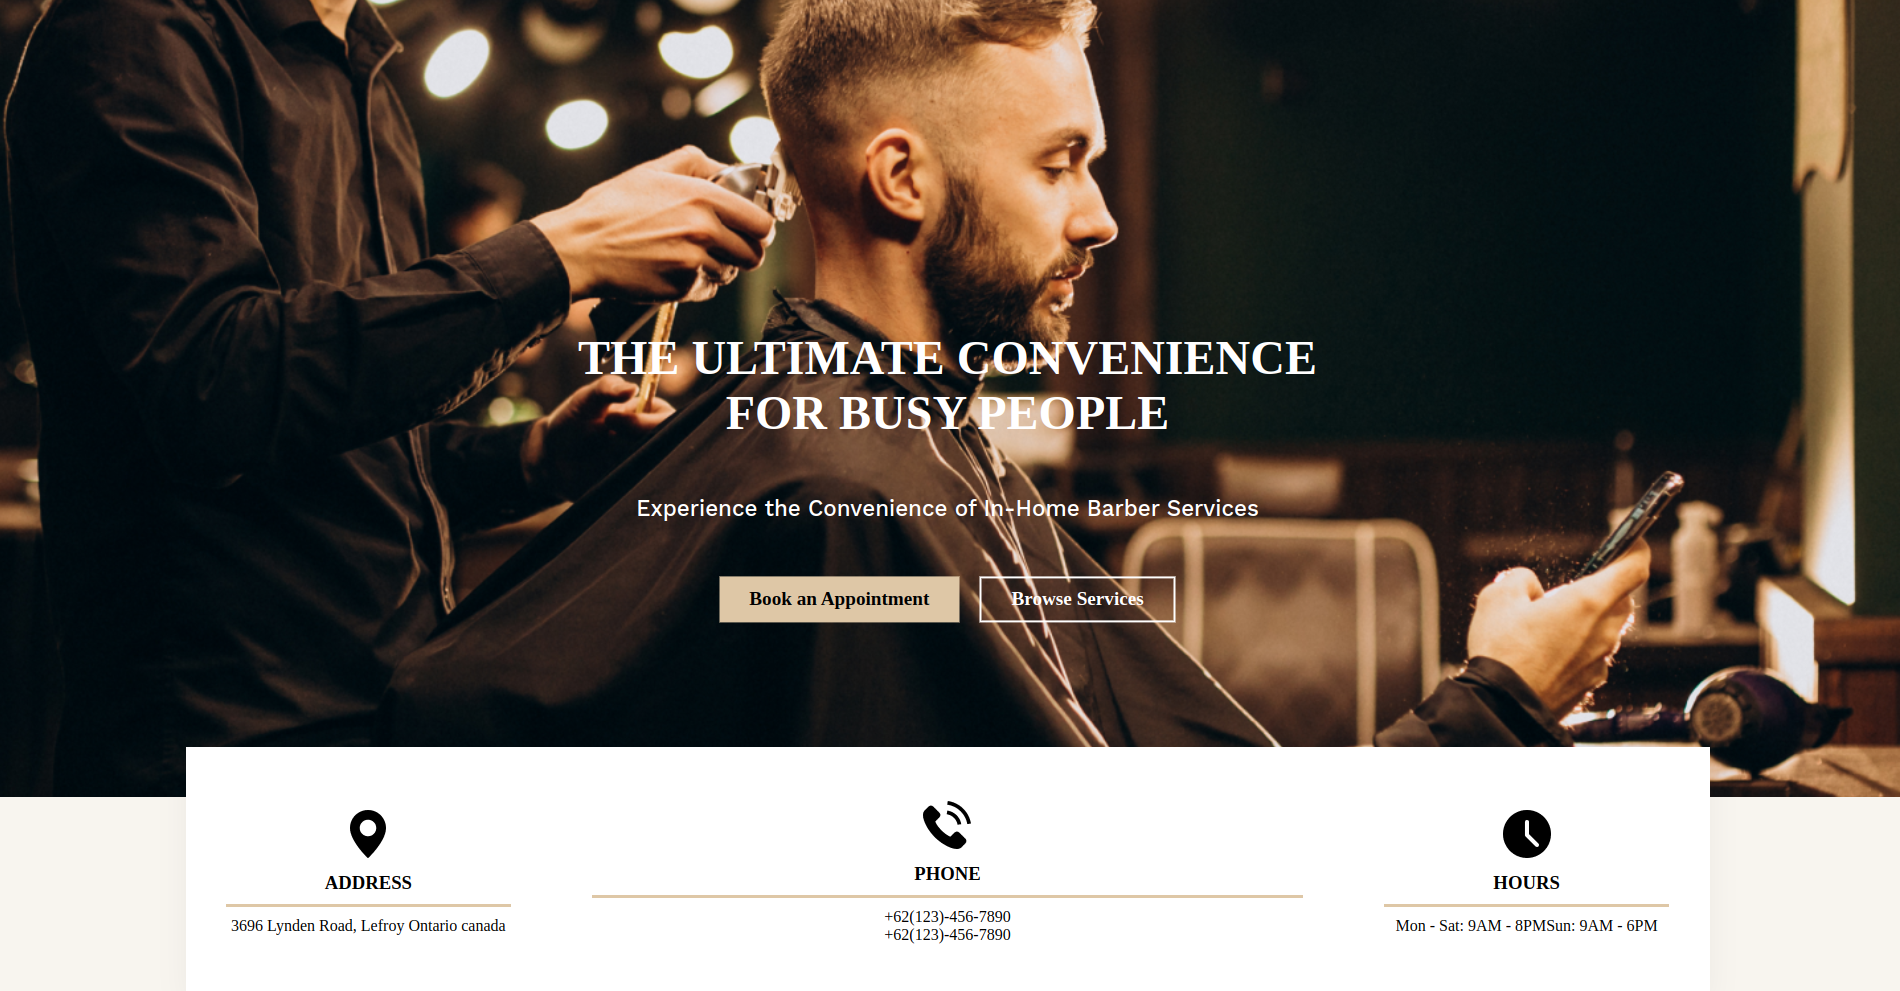 THE ULTIMATE CONVENIENCE
FOR BUSY PEOPLE
Experience the Convenience of In-Home Barber Services
Book an Appointment
Browse Services
ADDRESS
3696 Lynden Road, Lefroy Ontario canada
PHONE
+62(123)-456-7890
+62(123)-456-7890
HOURS
Mon - Sat: 9AM - 8PMSun: 9AM - 6PM